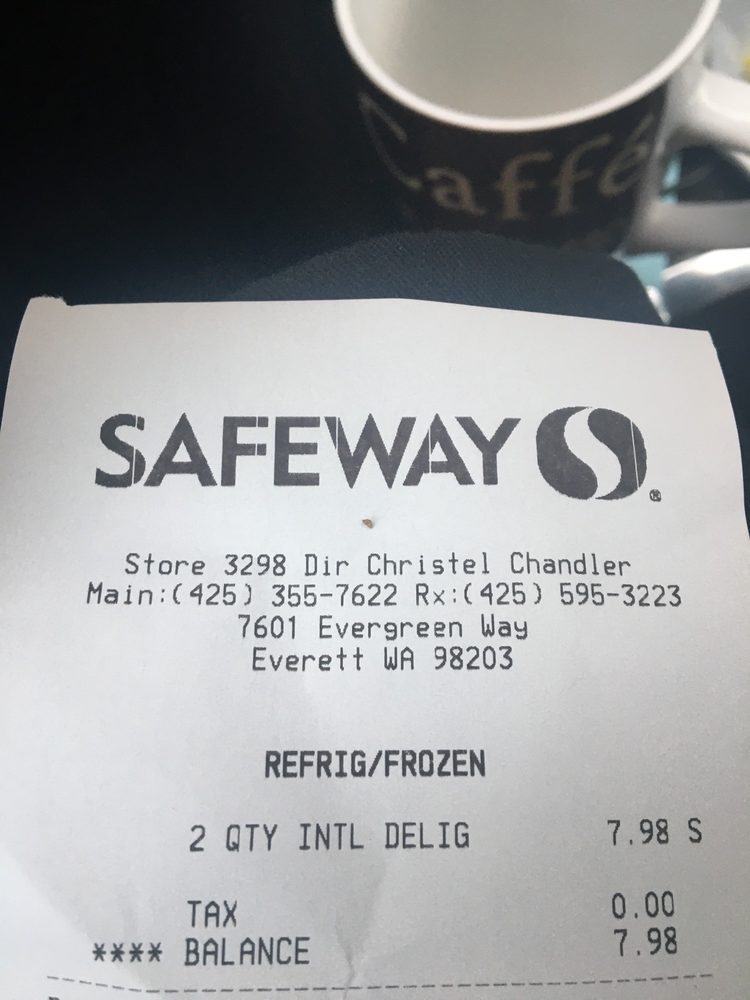 Caffé
SAFEWAY ®
Store 3298 Dir Christel Chandler
Main:(425) 355-7622 Rx:(425) 595-3223
7601 Evergreen Way
Everett WA 98203
REFRIG/FROZEN
2 QTY INTL DELIG 7.98 S
TAX 0.00
**** BALANCE 7.98